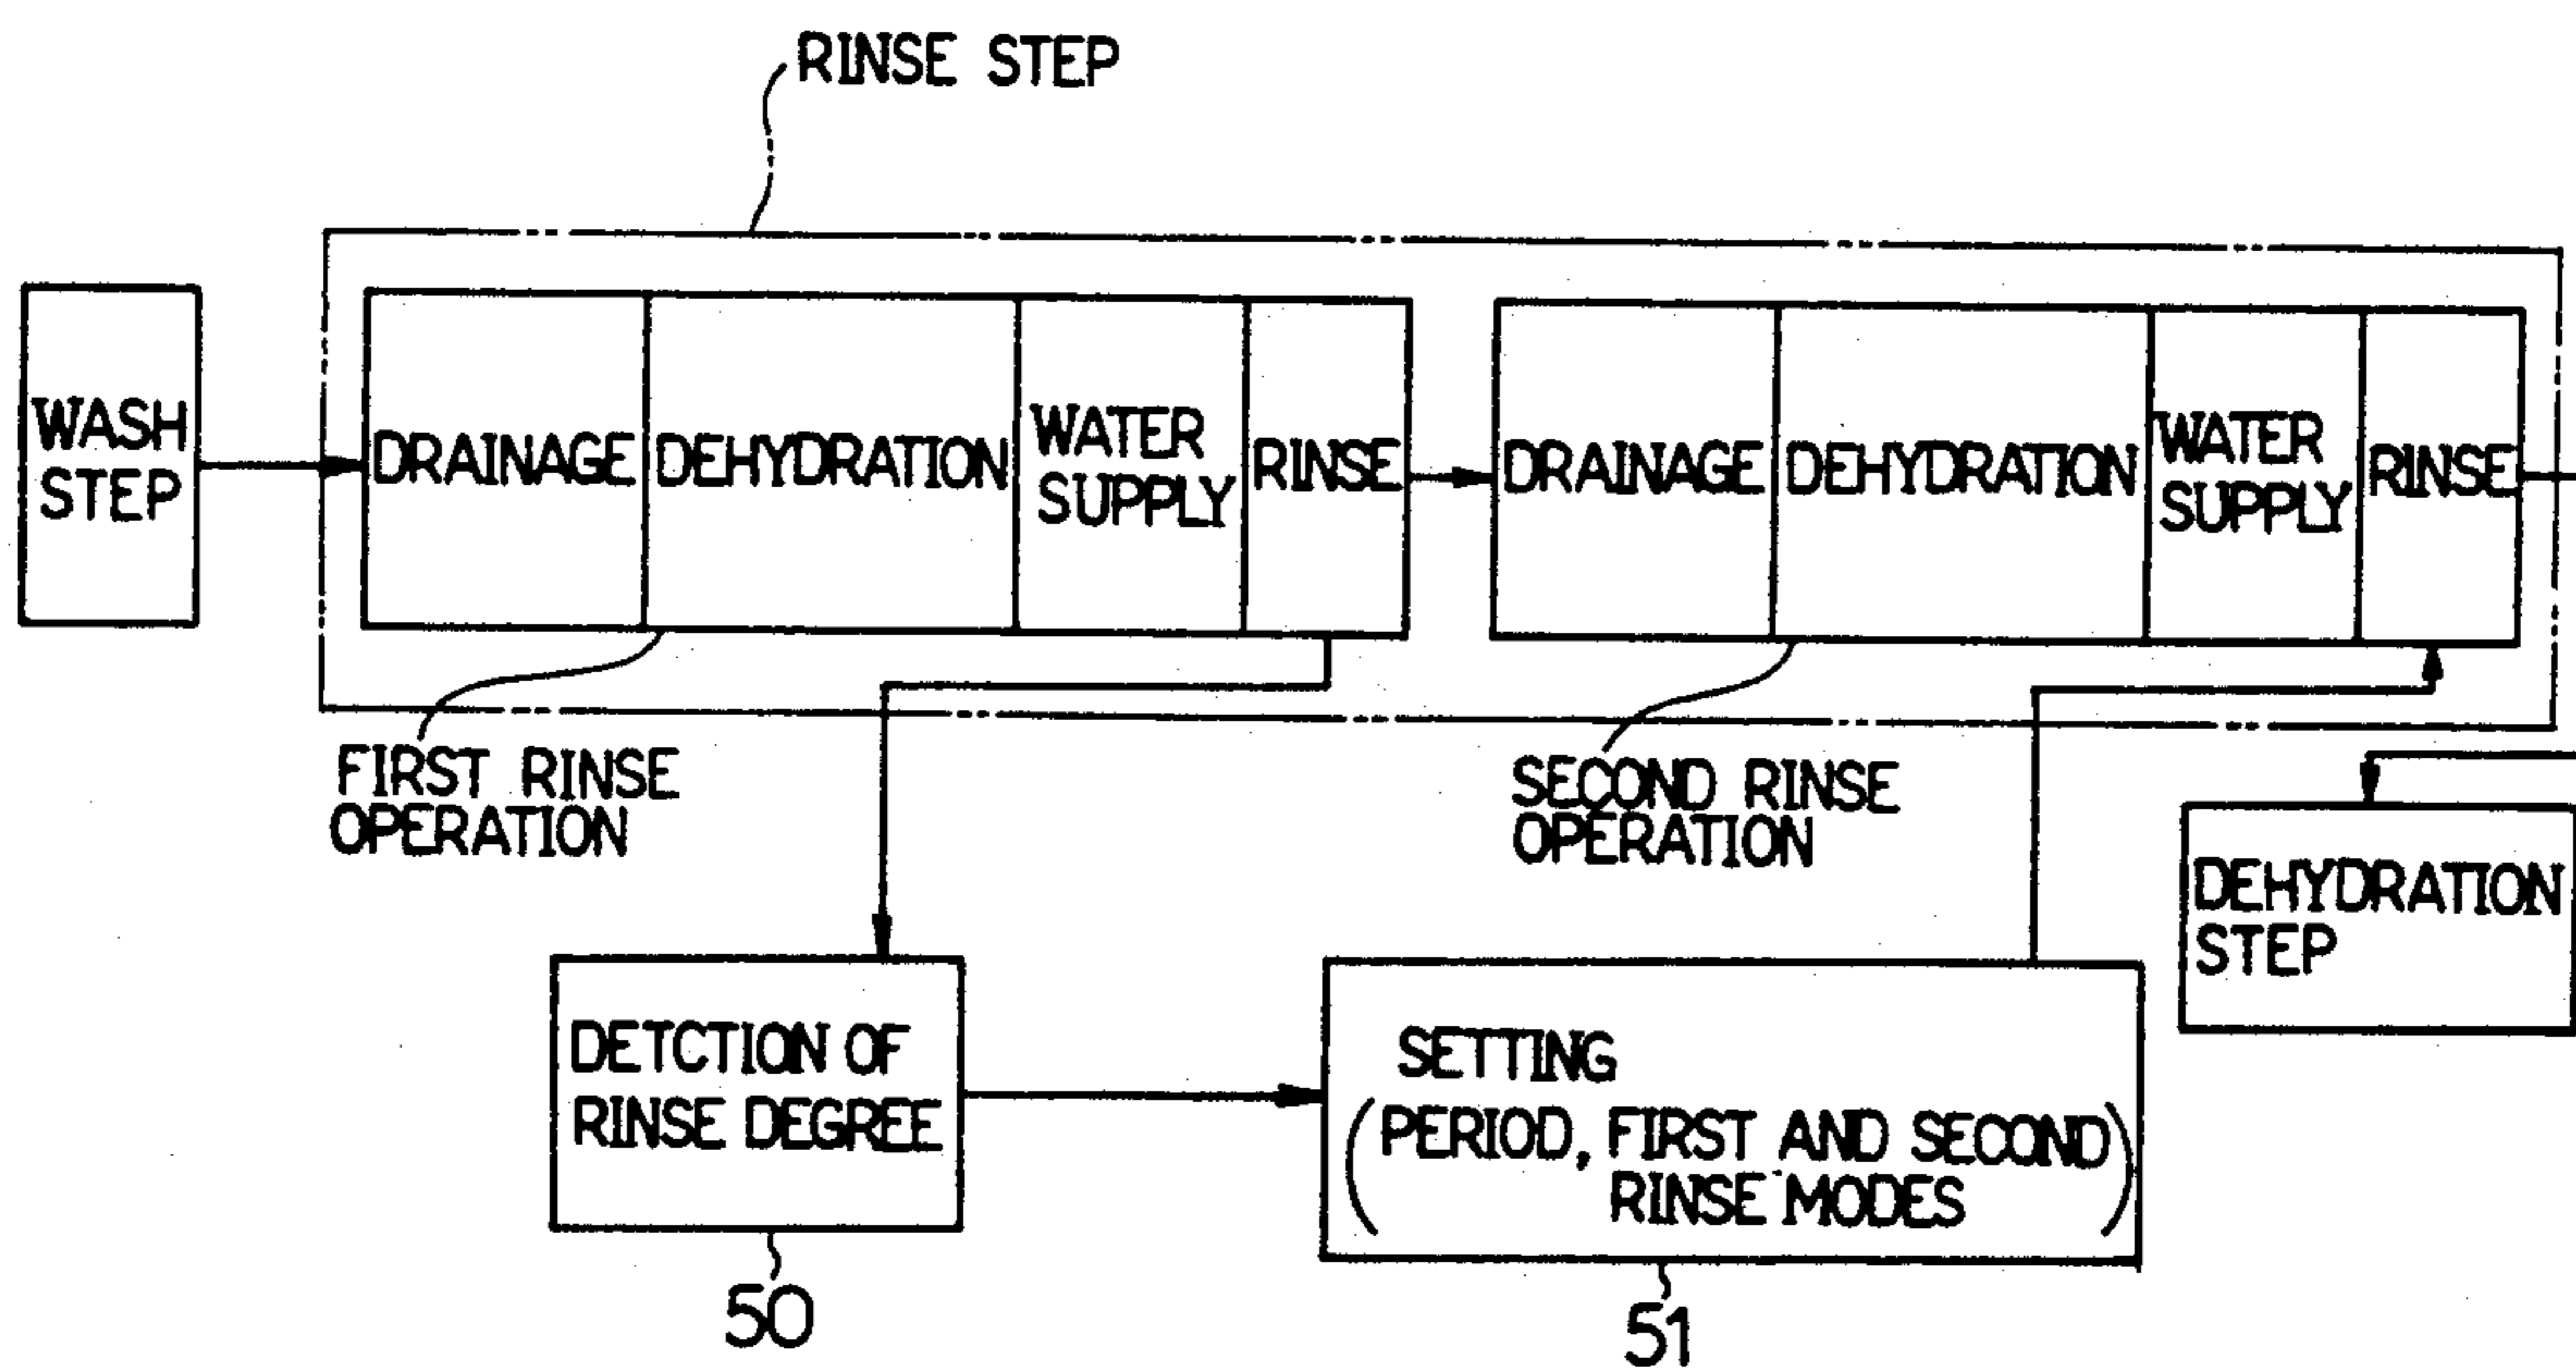 RINSE STEP
WASH
STEP
DRAINAGE
DEHYDRATION
WATER
SUPPLY
RINSE
DRAINAGE
DEHYDRATION
WATER
SUPPLY
RINSE
FIRST RINSE
OPERATION
SECOND RINSE
OPERATION
DEHYDRATION
STEP
DETCTION OF
RINSE DEGREE
SETTING
(PERIOD, FIRST AND SECOND
RINSE MODES)
50
51